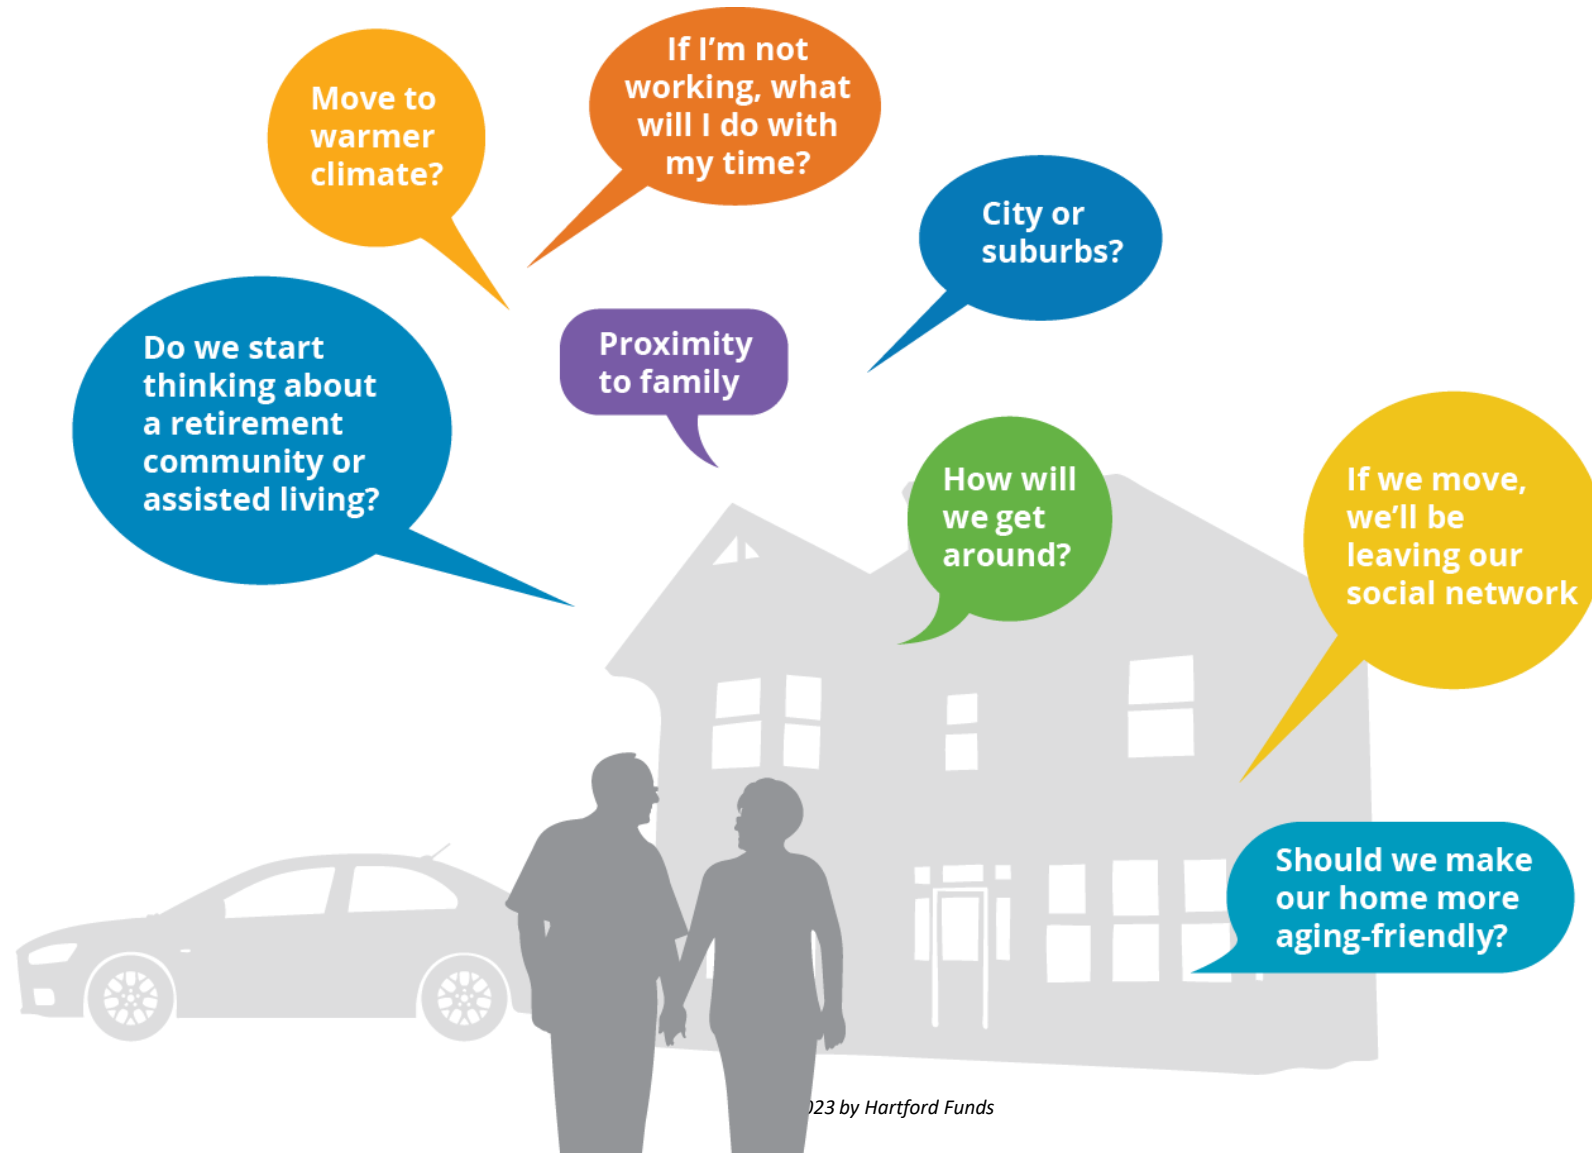 If I'm not
working, what
will I do with
my time?
Move to
warmer
climate?
City or
suburbs?
Do we start
thinking about
a retirement
community or
assisted living?
Proximity
to family
How will
we get
around?
If we move,
we'll be
leaving our
social network
Should we make
our home more
aging-friendly?
by Hartford Funds